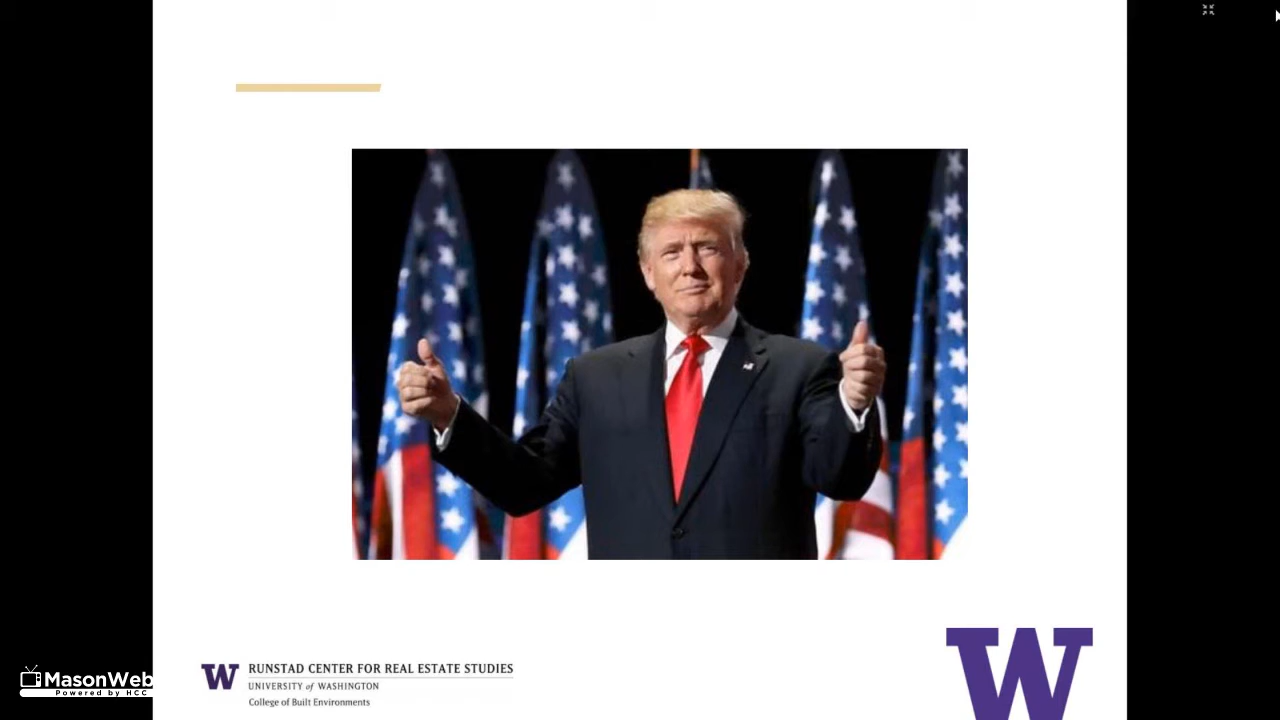 RUNSTAD CENTER FOR REAL ESTATE STUDIES
UNIVERSITY of WASHINGTON
College of Built Environments
W
W
MasonWeb
Powered by HCC